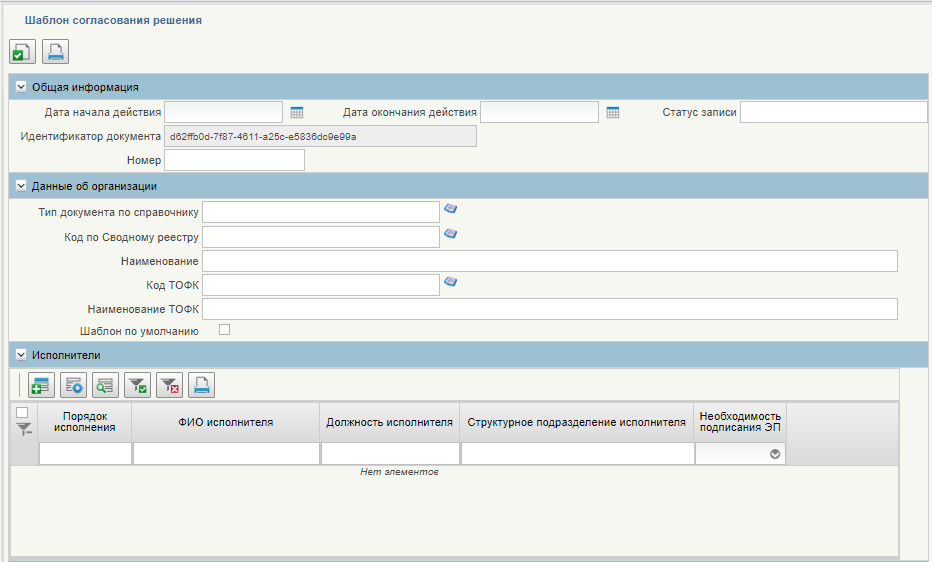 Шаблон согласования решения
Общая информация
Дата начала действия Дата окончания действия Статус записи
Идентификатор документа d62ffb0d-7f87-4611-a25c-e5836dc9e99a
Номер
Данные об организации
Тип документа по справочнику
Код по Сводному реестру
Наименование
Код ТОФК
Наименование ТОФК
Шаблон по умолчанию
Исполнители
Порядок исполнения ФИО исполнителя Должность исполнителя Структурное подразделение исполнителя Необходимость подписания ЭП
Нет элементов